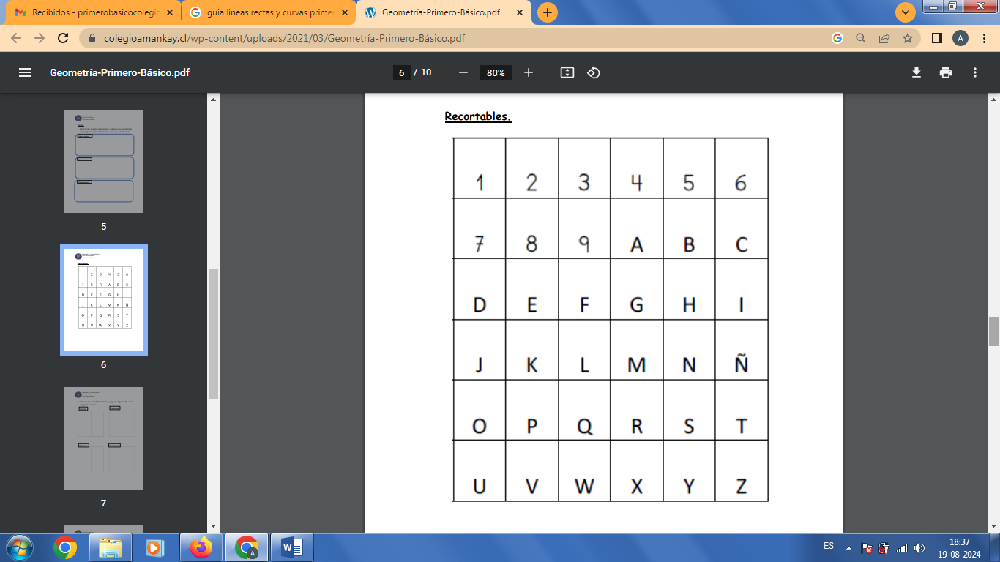 Recibidos - primerobasicocolegio
guia lineas rectas y curvas primer
Geometría-Primero-Básico.pdf
colegioamankay.cl/wp-content/uploads/2021/03/Geometría-Primero-Básico.pdf
A
Geometría-Primero-Básico.pdf
6 / 10
80%
5
6
7
Recortables.
1 2 3 4 5 6
7 8 9 A B C
D E F G H I
J K L M N Ñ
O P Q R S T
U V W X Y Z
ES
18:37
19-08-2024